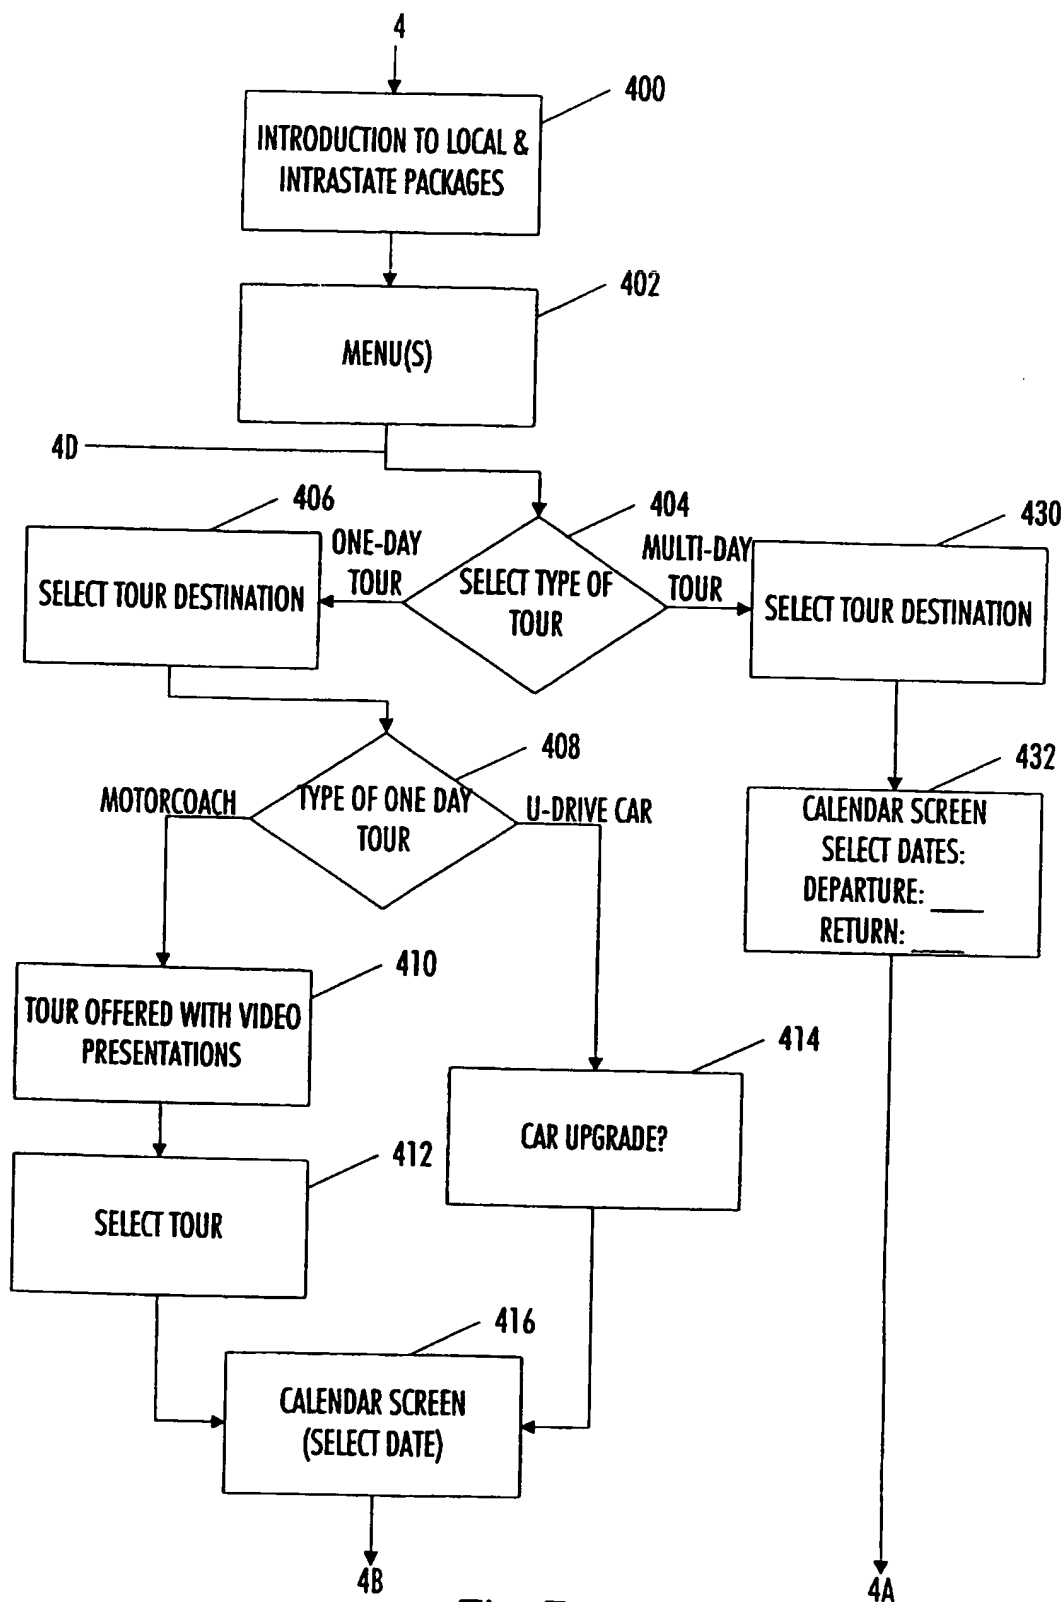 4
400
INTRODUCTION TO LOCAL &
INTRASTATE PACKAGES
402
MENU(S)
4D
404
SELECT TYPE OF
TOUR
ONE-DAY
TOUR
MULTI-DAY
TOUR
406
SELECT TOUR DESTINATION
430
SELECT TOUR DESTINATION
408
TYPE OF ONE DAY
TOUR
MOTORCOACH
U-DRIVE CAR
432
CALENDAR SCREEN
SELECT DATES:
DEPARTURE: ____
RETURN: ____
410
TOUR OFFERED WITH VIDEO
PRESENTATIONS
414
CAR UPGRADE?
412
SELECT TOUR
416
CALENDAR SCREEN
(SELECT DATE)
4B
4A